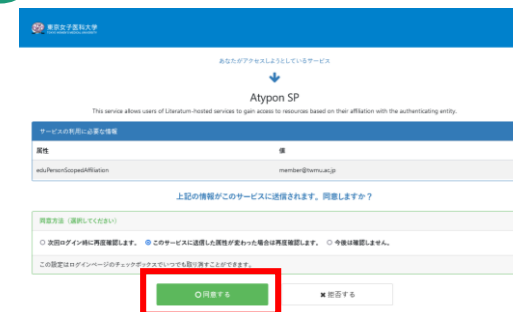 東京女子医科大学
TOKYO WOMEN'S MEDICAL UNIVERSITY
あなたがアクセスしようとしているサービス
Atypon SP
This service allows users of Literatum-hosted services to gain access to resources based on their affiliation with the authenticating entity.
サービスの利用に必要な情報
属性 値
eduPersonScopedAffiliation member@twmu.ac.jp
上記の情報がこのサービスに送信されます。同意しますか？
同意方法（選択してください）
次回ログイン時に再度確認します。 このサービスに送信した属性が変わった場合は再度確認します。 今後は確認しません。
この設定はログインページのチェックボックスでいつでも取り消すことができます。
同意する 拒否する